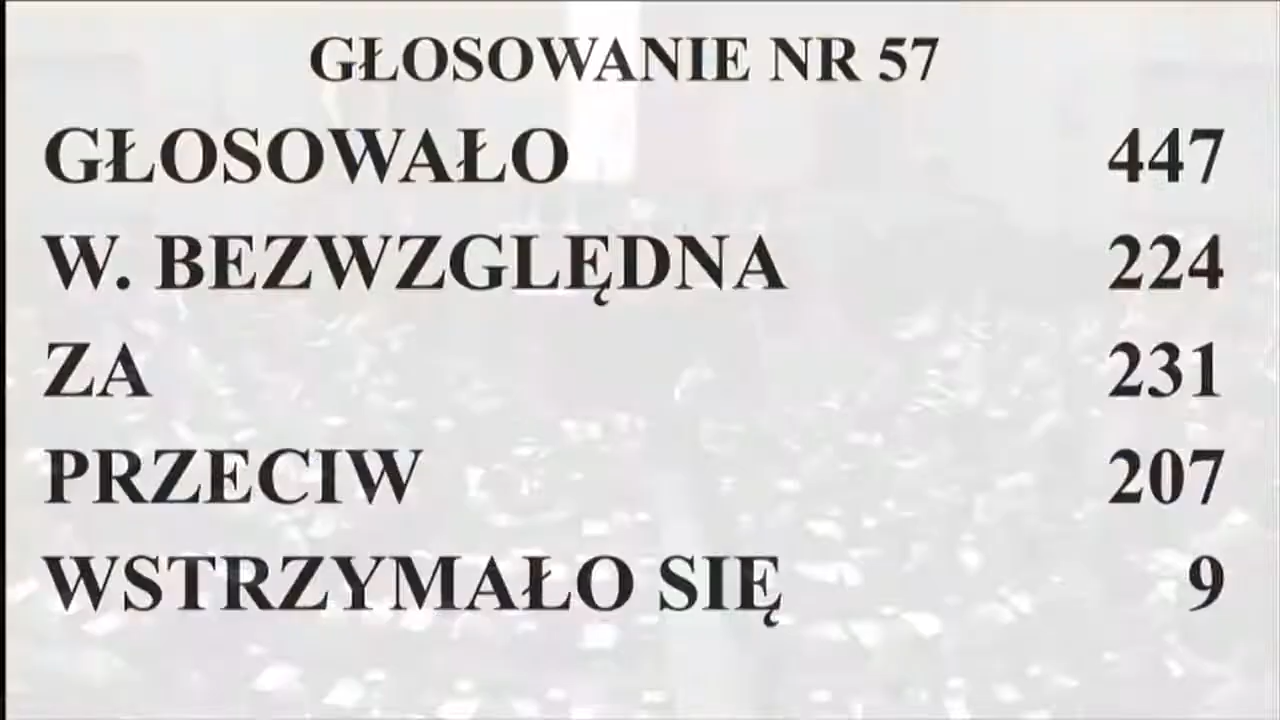 GŁOSOWANIE NR 57
GŁOSOWAŁO 447
W. BEZWZGLĘDNA 224
ZA 231
PRZECIW 207
WSTRZYMAŁO SIĘ 9